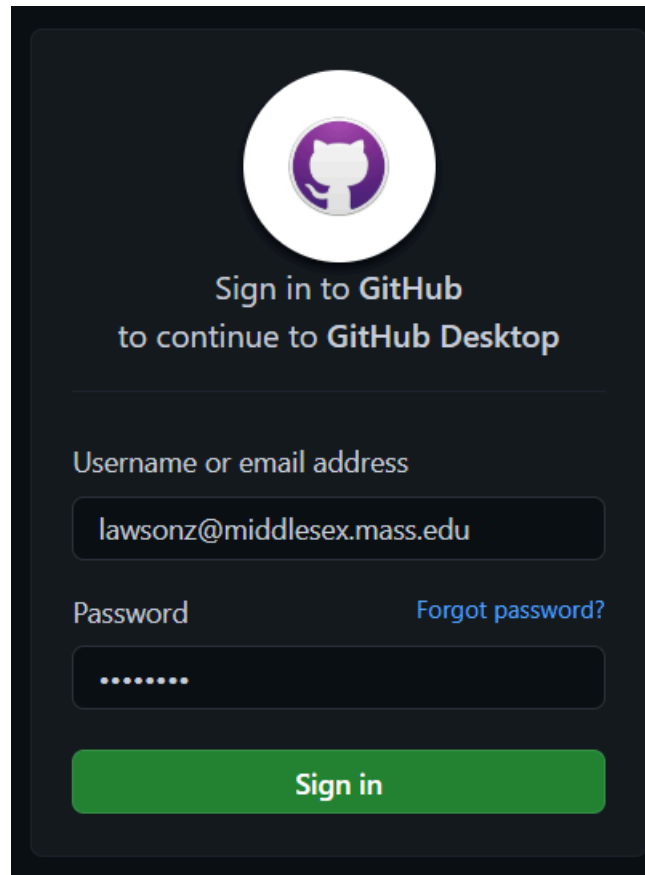 Sign in to GitHub
to continue to GitHub Desktop
Username or email address
lawsonz@middlesex.mass.edu
Password Forgot password?
••••••••
Sign in